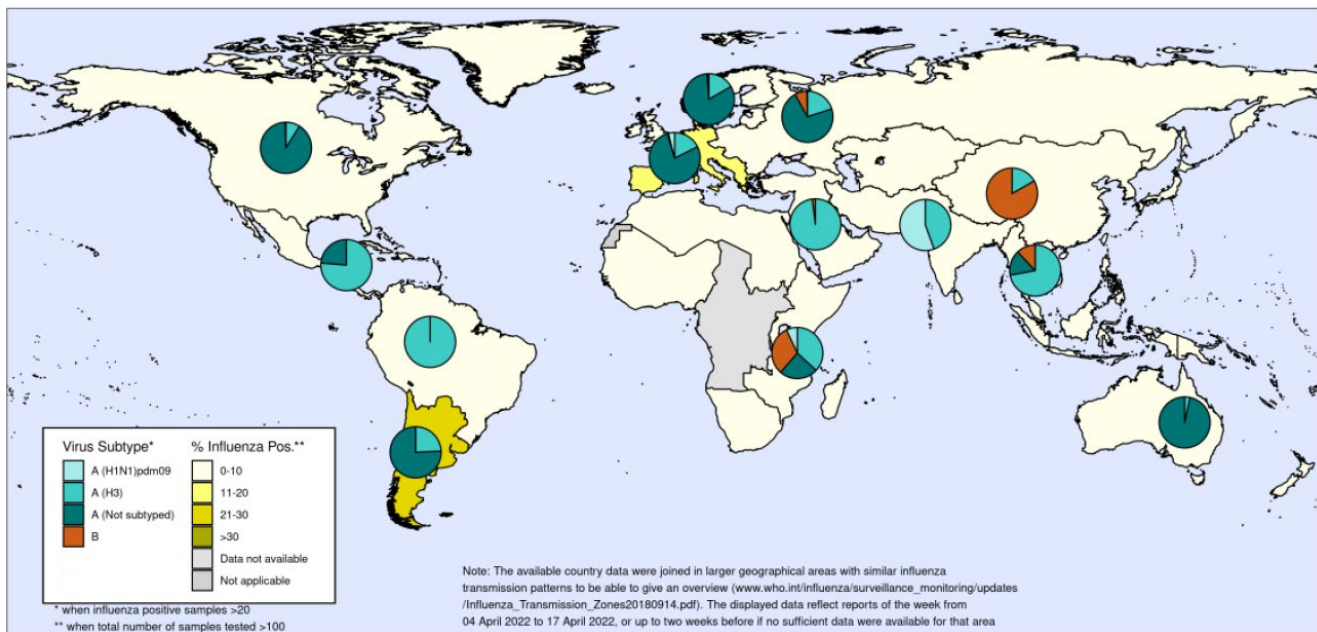 Virus Subtype*
A (H1N1)pdm09
A (H3)
A (Not subtyped)
B
% Influenza Pos.**
0-10
11-20
21-30
>30
Data not available
Not applicable
* when influenza positive samples >20
** when total number of samples tested >100
Note: The available country data were joined in larger geographical areas with similar influenza
transmission patterns to be able to give an overview (www.who.int/influenza/surveillance_monitoring/updates
/Influenza_Transmission_Zones20180914.pdf). The displayed data reflect reports of the week from
04 April 2022 to 17 April 2022, or up to two weeks before if no sufficient data were available for that area